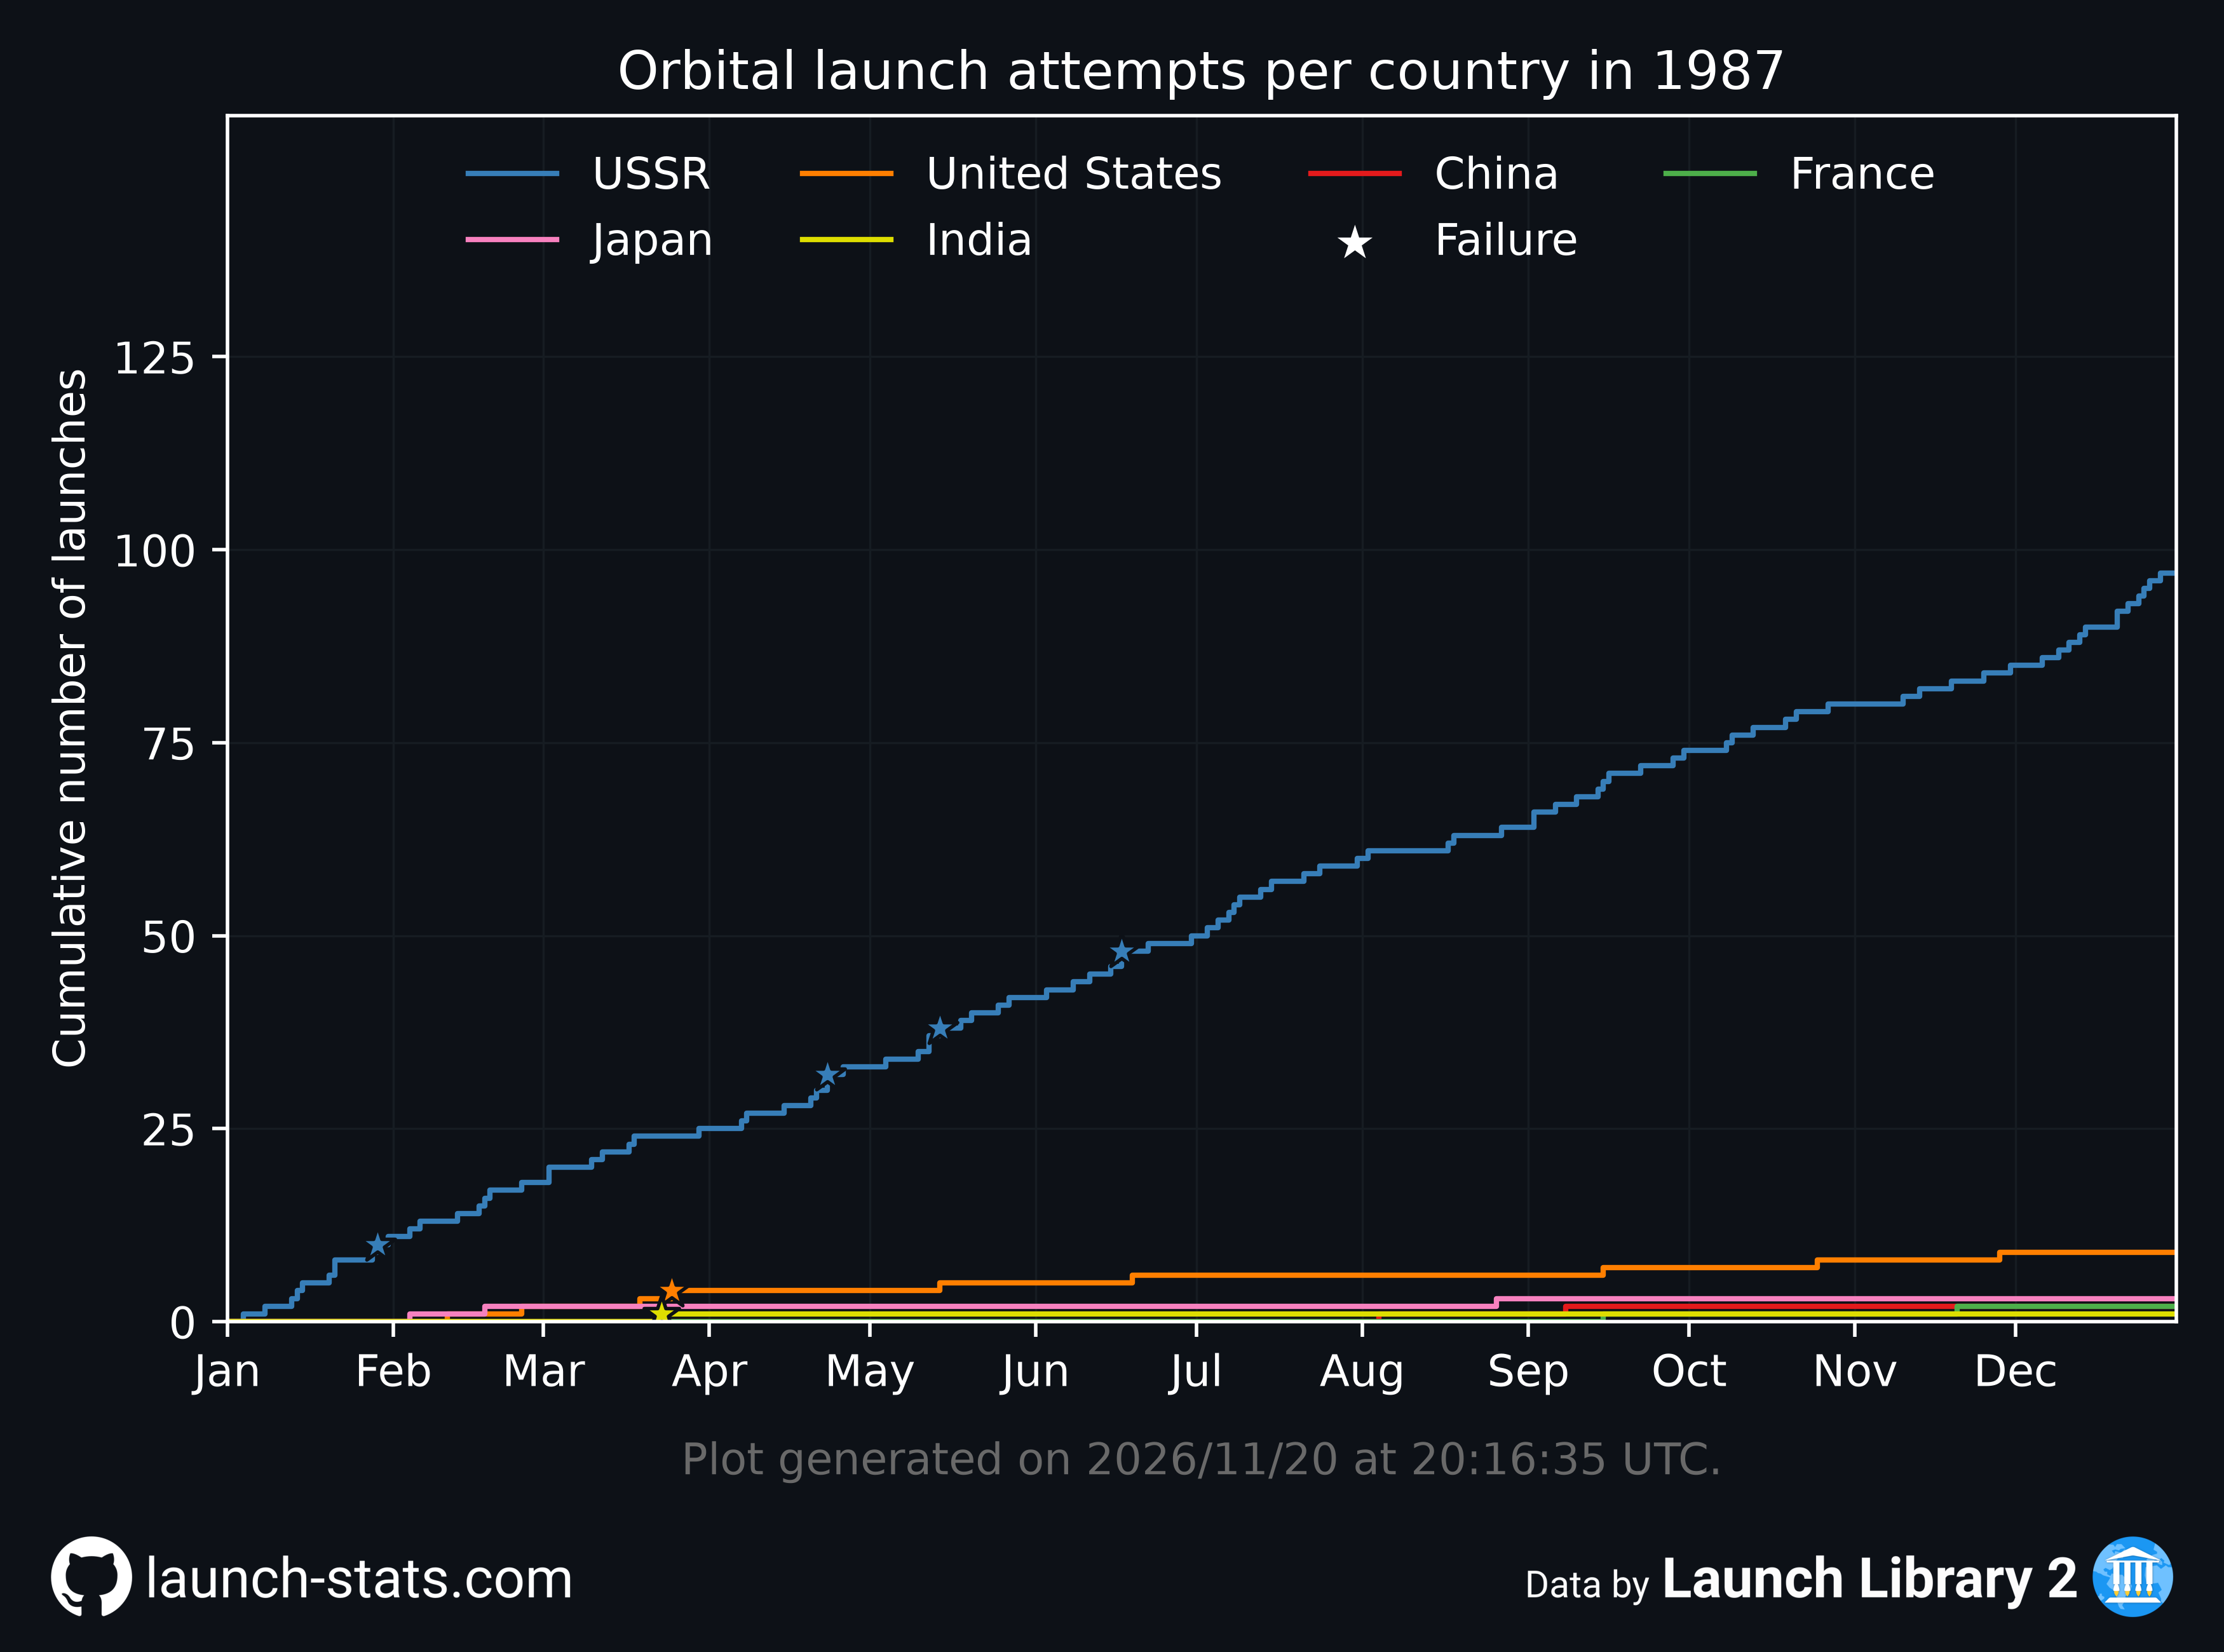 Orbital launch attempts per country in 1987
USSR United States China France
Japan India Failure
Cumulative number of launches
125
100
75
50
25
0
Jan Feb Mar Apr May Jun Jul Aug Sep Oct Nov Dec
Plot generated on 2026/11/20 at 20:16:35 UTC.
launch-stats.com
Data by Launch Library 2